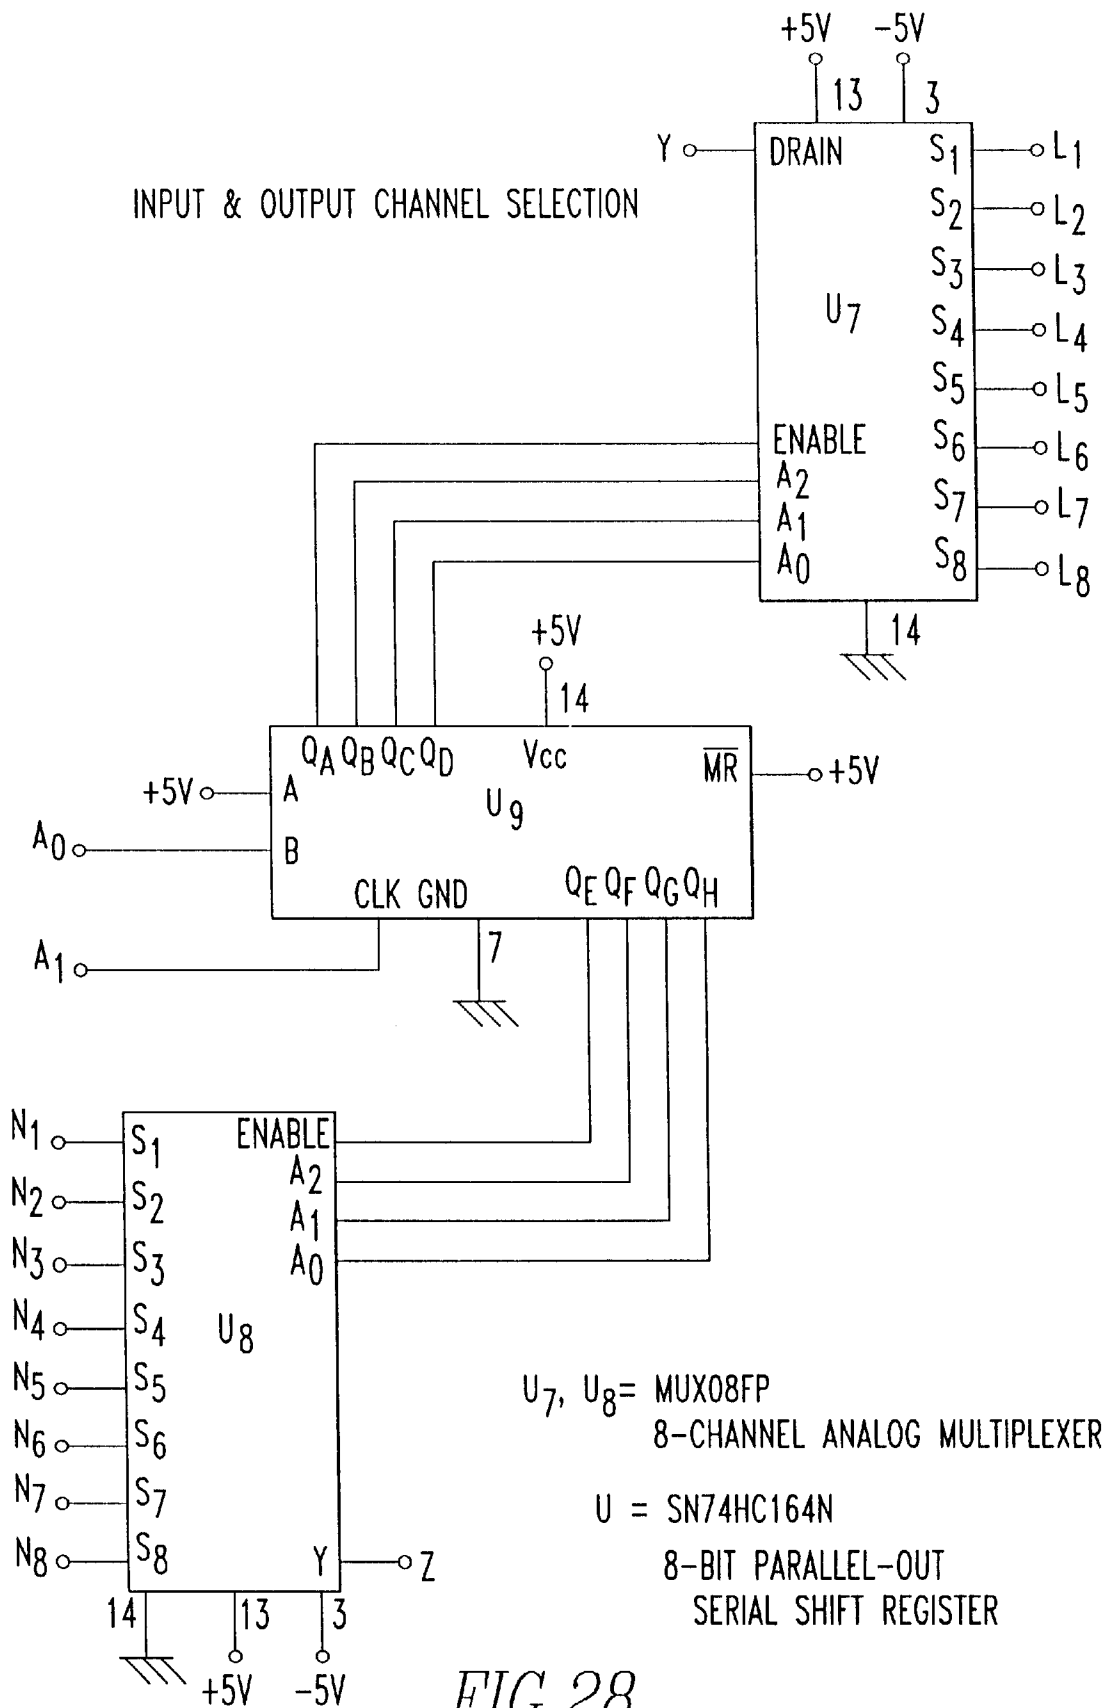 +5V -5V
13 3
Y DRAIN S1 L1
INPUT & OUTPUT CHANNEL SELECTION
S2 L2
S3 L3
U7
S4 L4
S5 L5
ENABLE S6 L6
A2
A1 S7 L7
A0 S8 L8
14
+5V
14
QA QB QC QD Vcc MR +5V
+5V A U9
A0 B
CLK GND QE QF QG QH
A1 7
N1 S1 ENABLE
A2
N2 S2 A1
N3 S3 A0
N4 S4 U8
N5 S5
U7, U8= MUX08FP
8-CHANNEL ANALOG MULTIPLEXER
N6 S6
N7 S7
U = SN74HC164N
N8 S8 Y Z
8-BIT PARALLEL-OUT
SERIAL SHIFT REGISTER
14 13 3
+5V -5V
FIG. 28